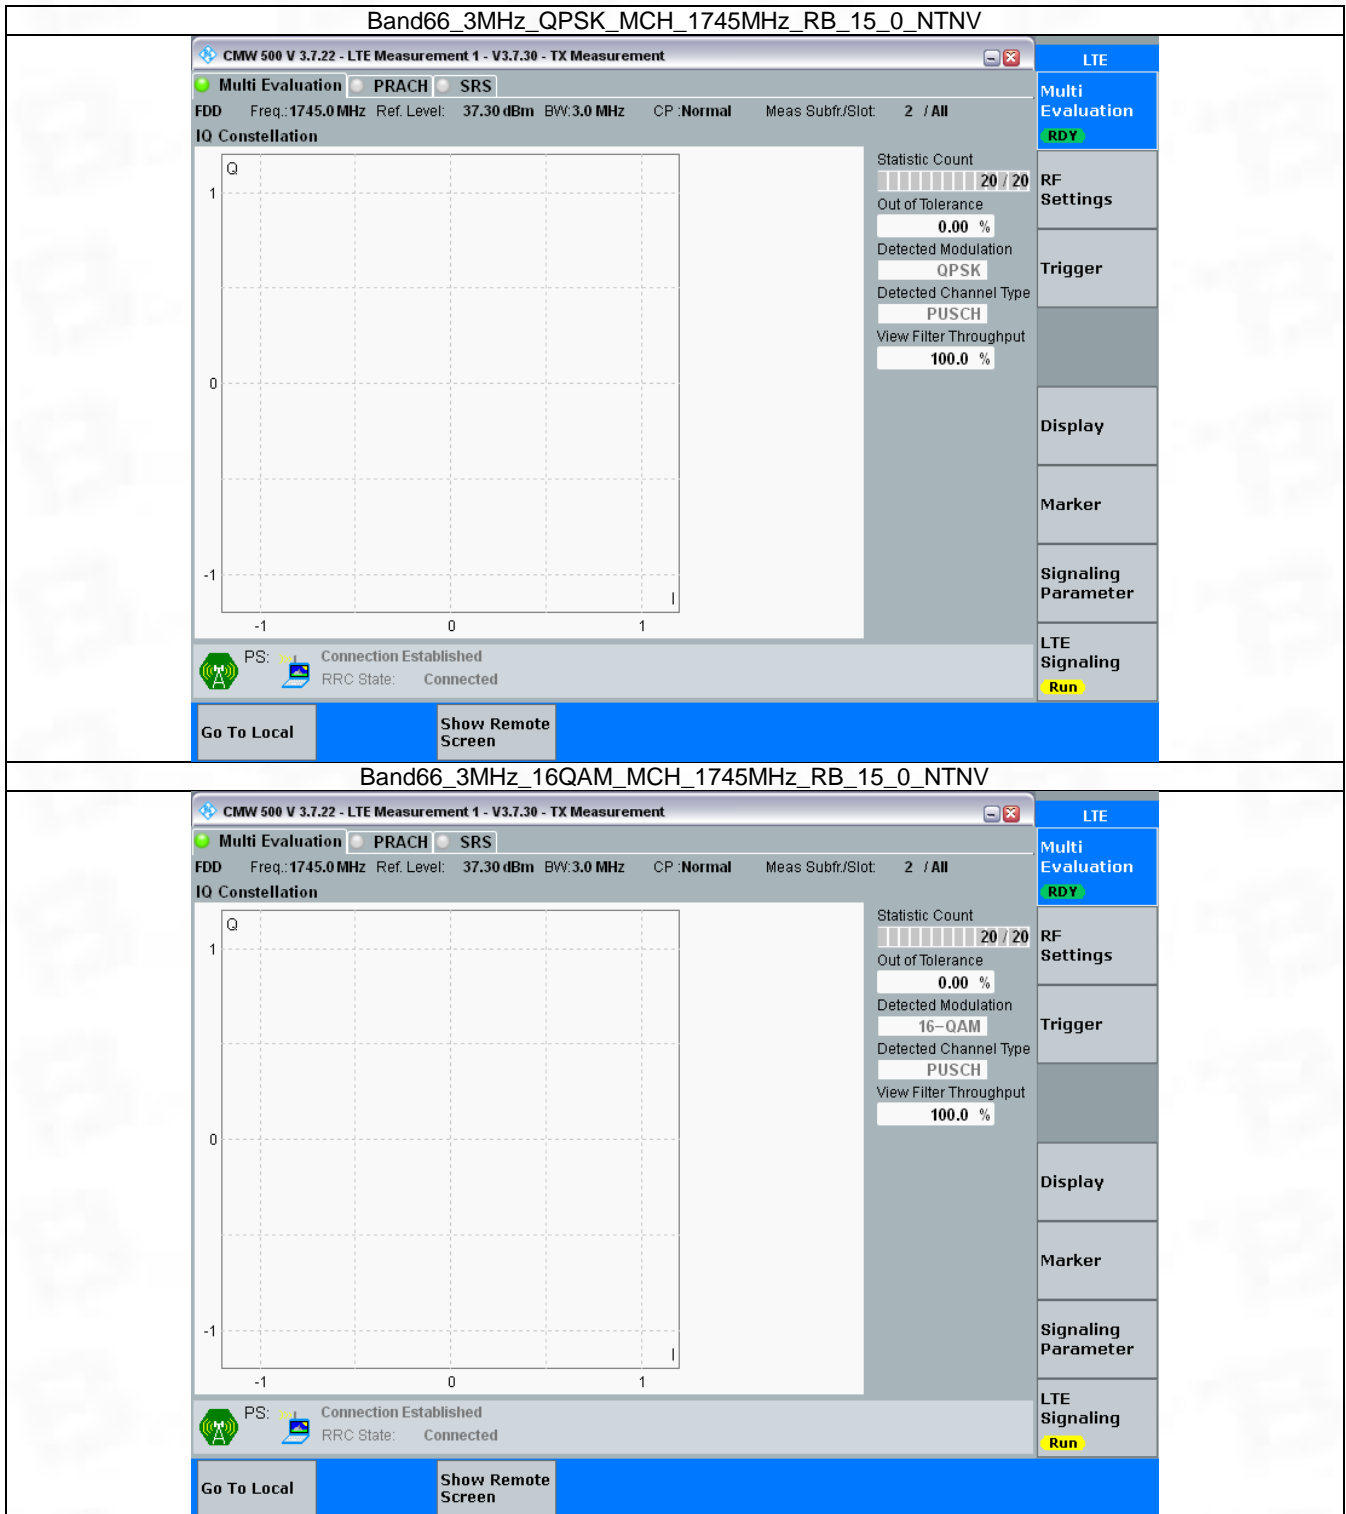 Band66_3MHz_QPSK_MCH_1745MHz_RB_15_0_NTNV
CMW 500 V 3.7.22 - LTE Measurement 1 - V3.7.30 - TX Measurement
LTE
Multi Evaluation PRACH SRS
Multi
Evaluation
RDY
FDD Freq.: 1745.0 MHz Ref. Level: 37.30 dBm BW: 3.0 MHz CP : Normal Meas Subfr./Slot: 2 / All
IQ Constellation
Q
1
0
-1
I
-1 0 1
Statistic Count
20 / 20
Out of Tolerance
0.00 %
Detected Modulation
QPSK
Detected Channel Type
PUSCH
View Filter Throughput
100.0 %
RF
Settings
Trigger
Display
Marker
Signaling
Parameter
LTE
Signaling
Run
PS: Connection Established
RRC State: Connected
Go To Local
Show Remote
Screen
Band66_3MHz_16QAM_MCH_1745MHz_RB_15_0_NTNV
CMW 500 V 3.7.22 - LTE Measurement 1 - V3.7.30 - TX Measurement
LTE
Multi Evaluation PRACH SRS
Multi
Evaluation
RDY
FDD Freq.: 1745.0 MHz Ref. Level: 37.30 dBm BW: 3.0 MHz CP : Normal Meas Subfr./Slot: 2 / All
IQ Constellation
Q
1
0
-1
I
-1 0 1
Statistic Count
20 / 20
Out of Tolerance
0.00 %
Detected Modulation
16-QAM
Detected Channel Type
PUSCH
View Filter Throughput
100.0 %
RF
Settings
Trigger
Display
Marker
Signaling
Parameter
LTE
Signaling
Run
PS: Connection Established
RRC State: Connected
Go To Local
Show Remote
Screen